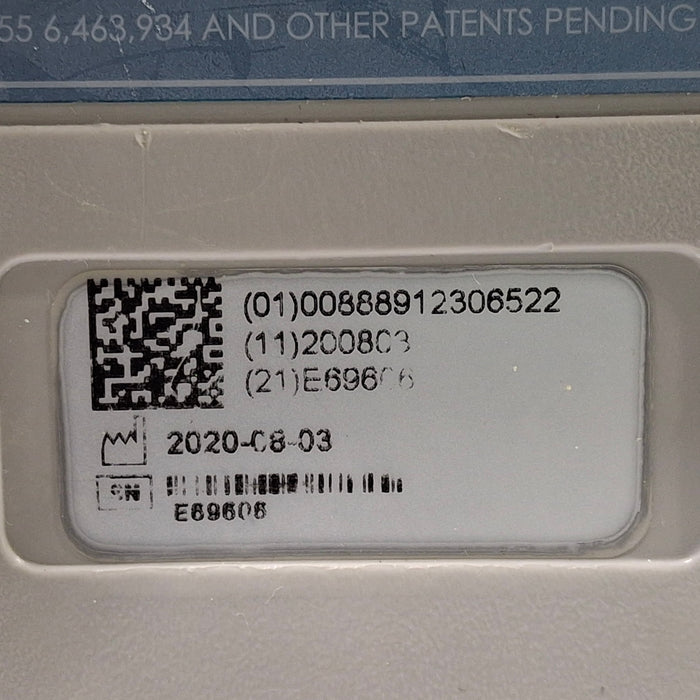 55 6,463,934 AND OTHER PATENTS PENDING
(01)00888912306522
(11)200803
(21)E69606
2020-08-03
SN
E69606